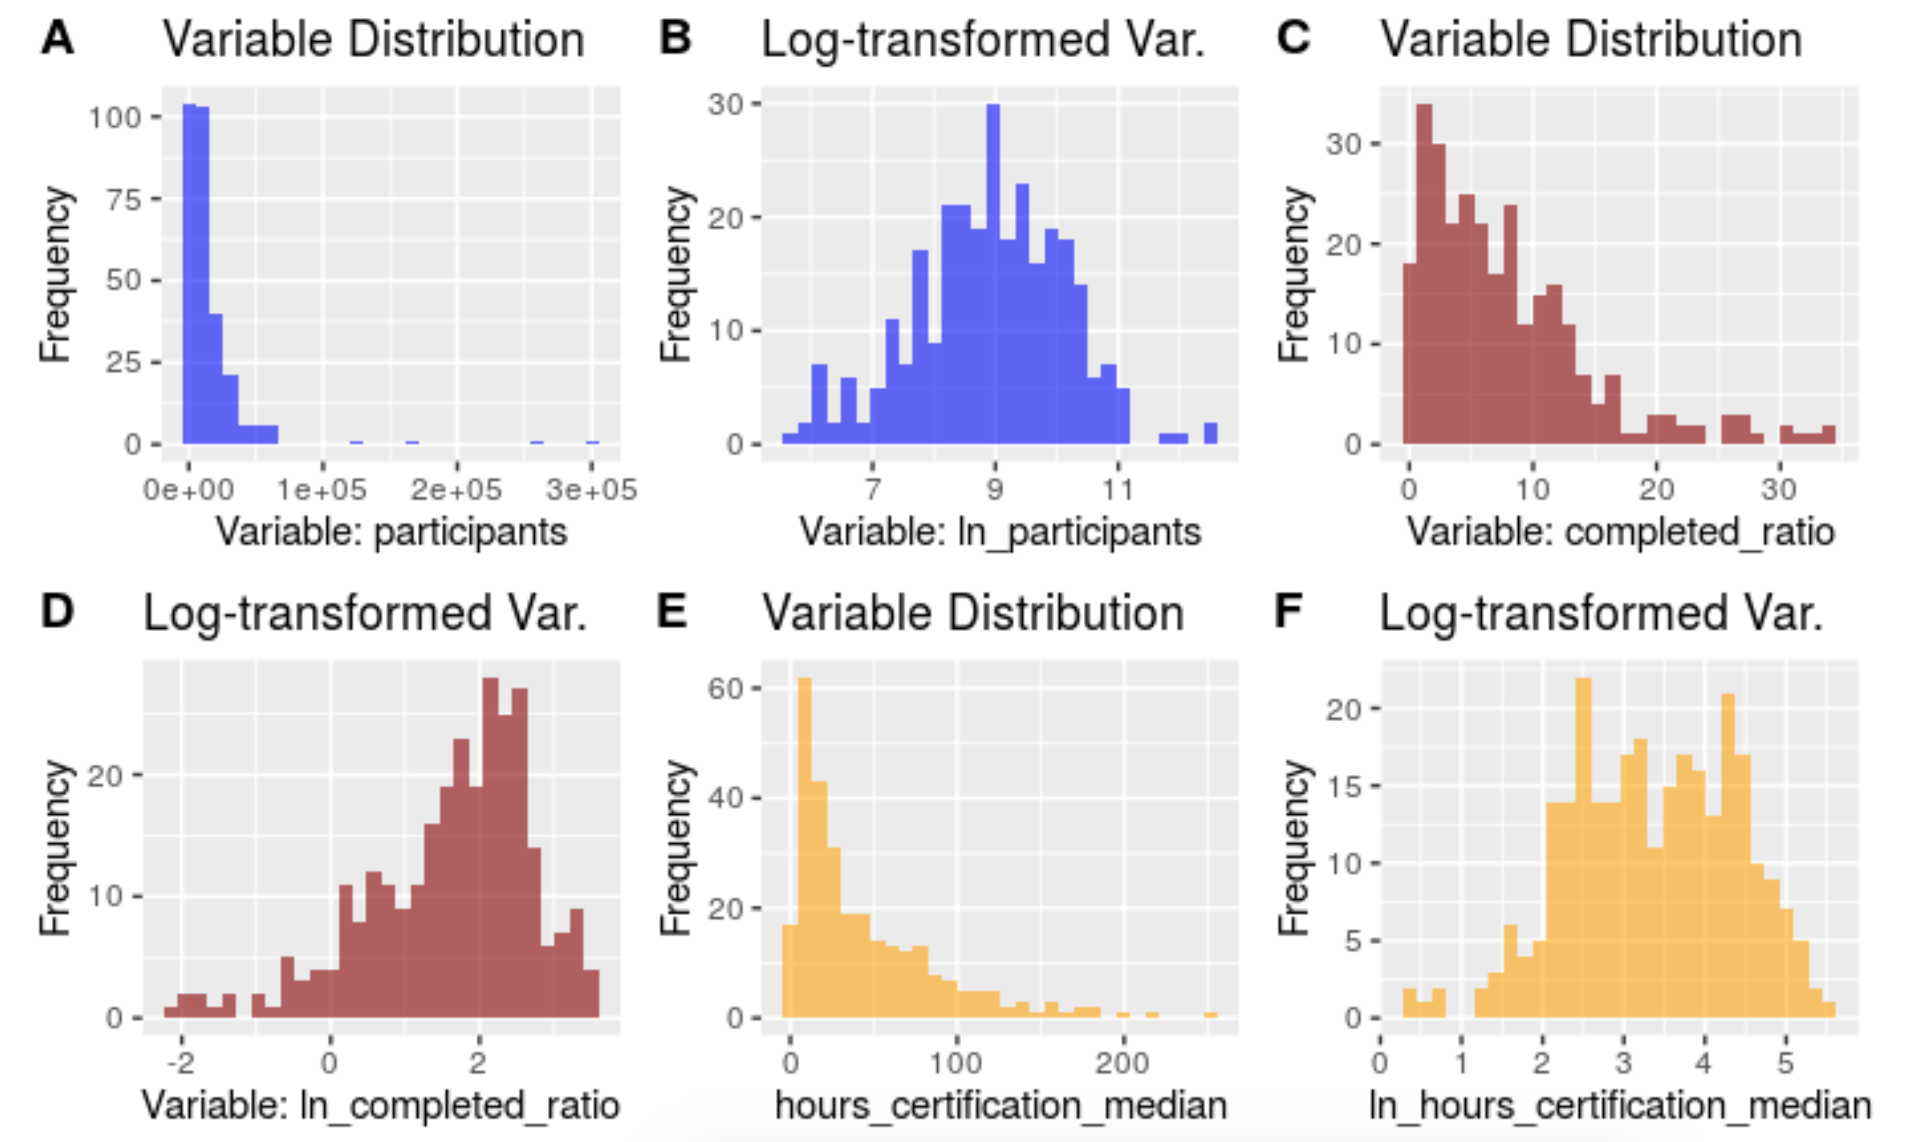 A Variable Distribution
Frequency
100
75
50
25
0
0e+00 1e+05 2e+05 3e+05
Variable: participants
B Log-transformed Var.
Frequency
30
20
10
0
7 9 11
Variable: ln_participants
C Variable Distribution
Frequency
30
20
10
0
0 10 20 30
Variable: completed_ratio
D Log-transformed Var.
Frequency
20
10
0
-2 0 2
Variable: ln_completed_ratio
E Variable Distribution
Frequency
60
40
20
0
0 100 200
hours_certification_median
F Log-transformed Var.
Frequency
20
15
10
5
0
0 1 2 3 4 5
ln_hours_certification_median